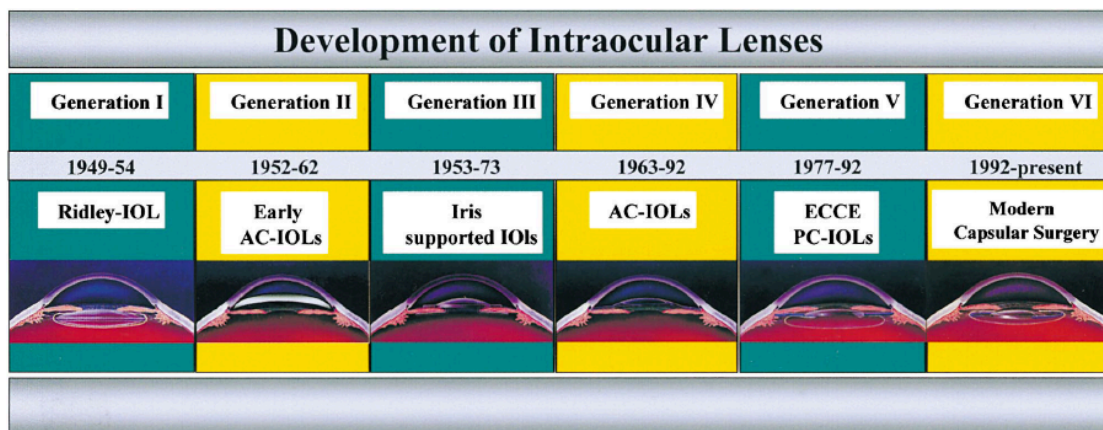 Development of Intraocular Lenses
Generation I
Generation II
Generation III
Generation IV
Generation V
Generation VI
1949-54
1952-62
1953-73
1963-92
1977-92
1992-present
Ridley-IOL
Early
AC-IOLs
Iris
supported IOls
AC-IOLs
ECCE
PC-IOLs
Modern
Capsular Surgery